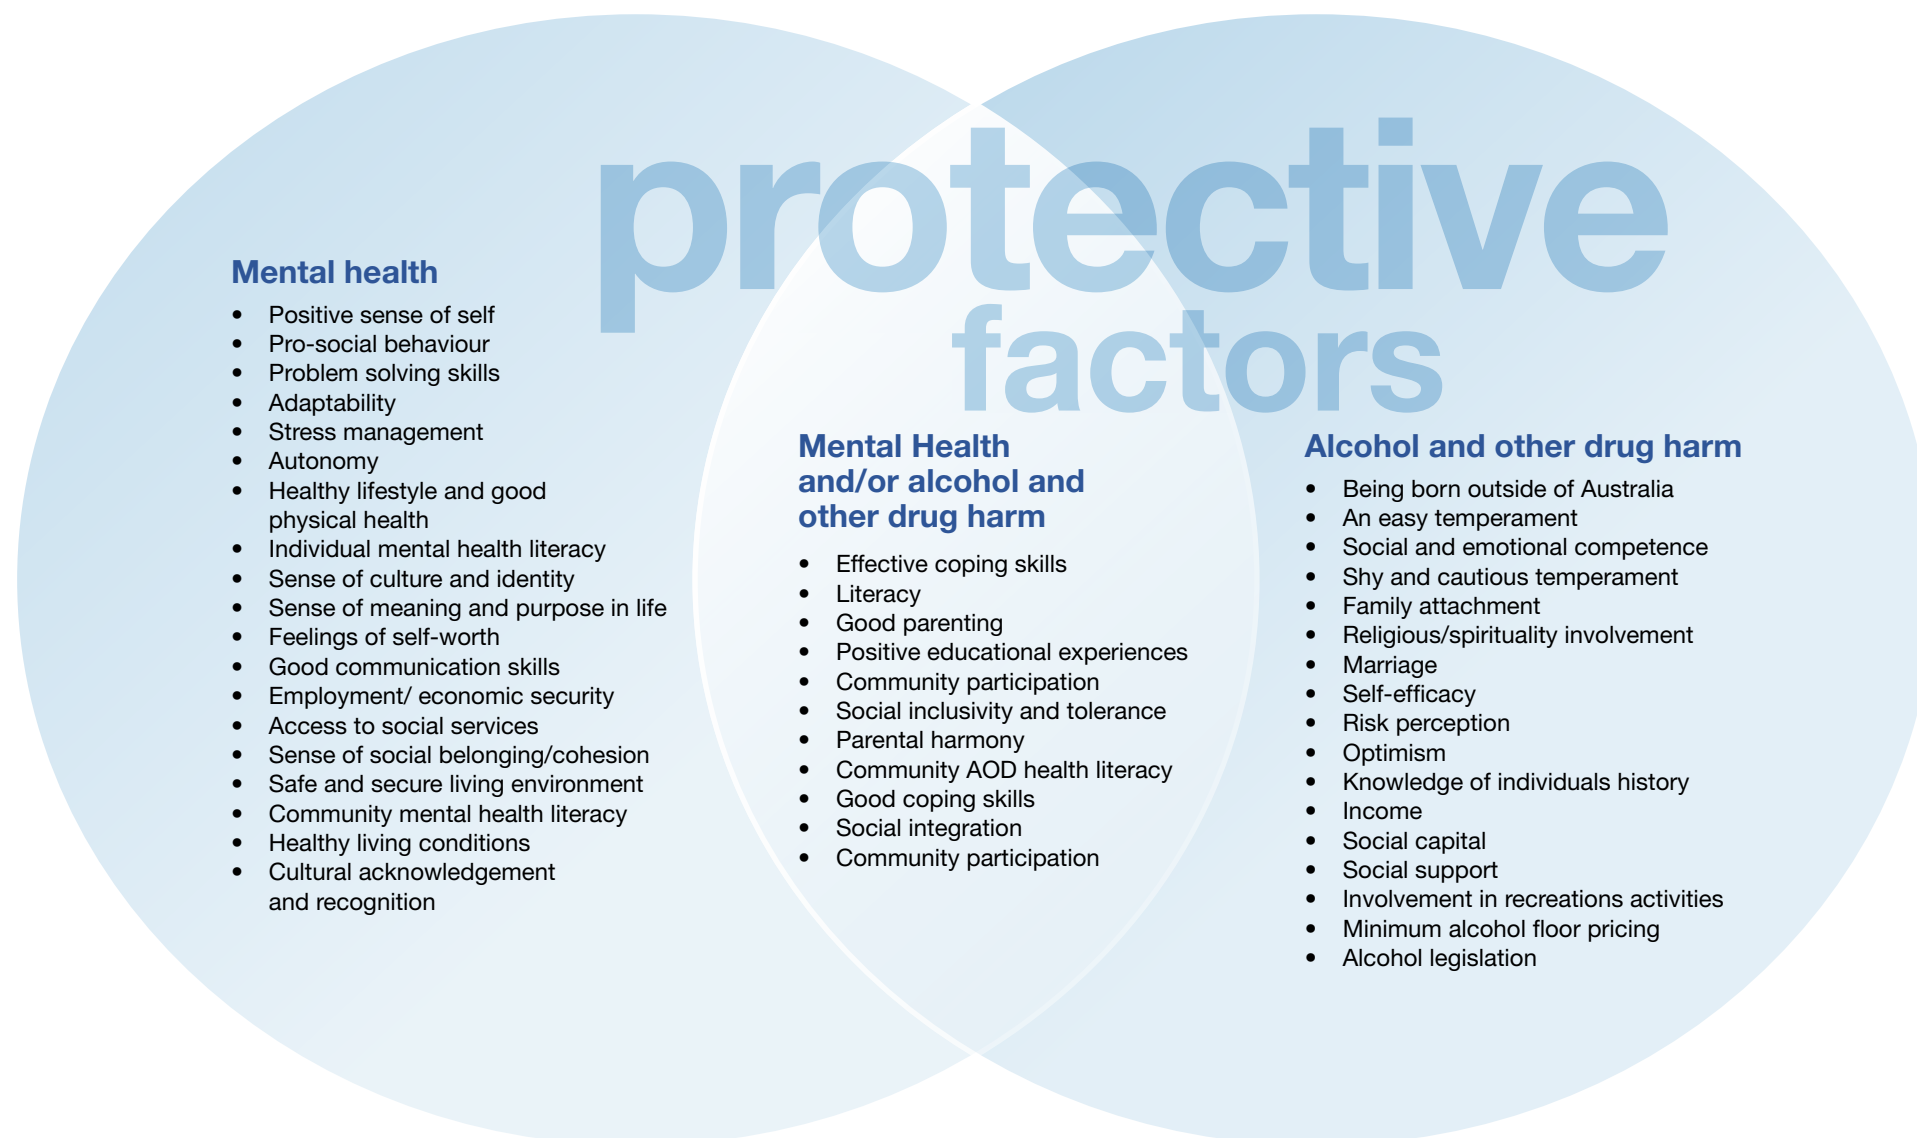 protective
factors
Mental health
• Positive sense of self
• Pro-social behaviour
• Problem solving skills
• Adaptability
• Stress management
• Autonomy
• Healthy lifestyle and good
physical health
• Individual mental health literacy
• Sense of culture and identity
• Sense of meaning and purpose in life
• Feelings of self-worth
• Good communication skills
• Employment/ economic security
• Access to social services
• Sense of social belonging/cohesion
• Safe and secure living environment
• Community mental health literacy
• Healthy living conditions
• Cultural acknowledgement
and recognition
Mental Health
and/or alcohol and
other drug harm
• Effective coping skills
• Literacy
• Good parenting
• Positive educational experiences
• Community participation
• Social inclusivity and tolerance
• Parental harmony
• Community AOD health literacy
• Good coping skills
• Social integration
• Community participation
Alcohol and other drug harm
• Being born outside of Australia
• An easy temperament
• Social and emotional competence
• Shy and cautious temperament
• Family attachment
• Religious/spirituality involvement
• Marriage
• Self-efficacy
• Risk perception
• Optimism
• Knowledge of individuals history
• Income
• Social capital
• Social support
• Involvement in recreations activities
• Minimum alcohol floor pricing
• Alcohol legislation